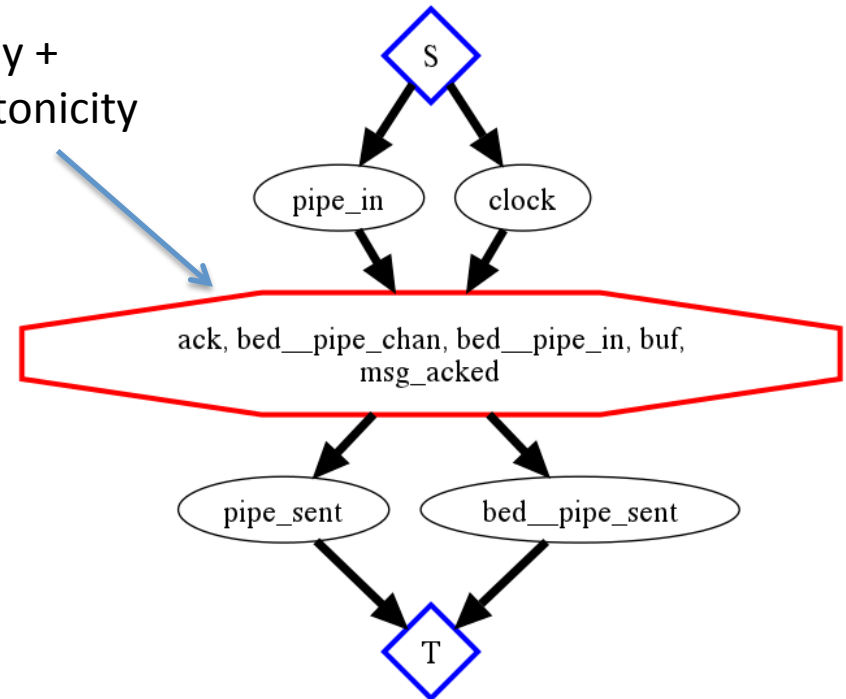 y +
tonicity
S
pipe_in
clock
ack, bed__pipe_chan, bed__pipe_in, buf,
msg_acked
pipe_sent
bed__pipe_sent
T